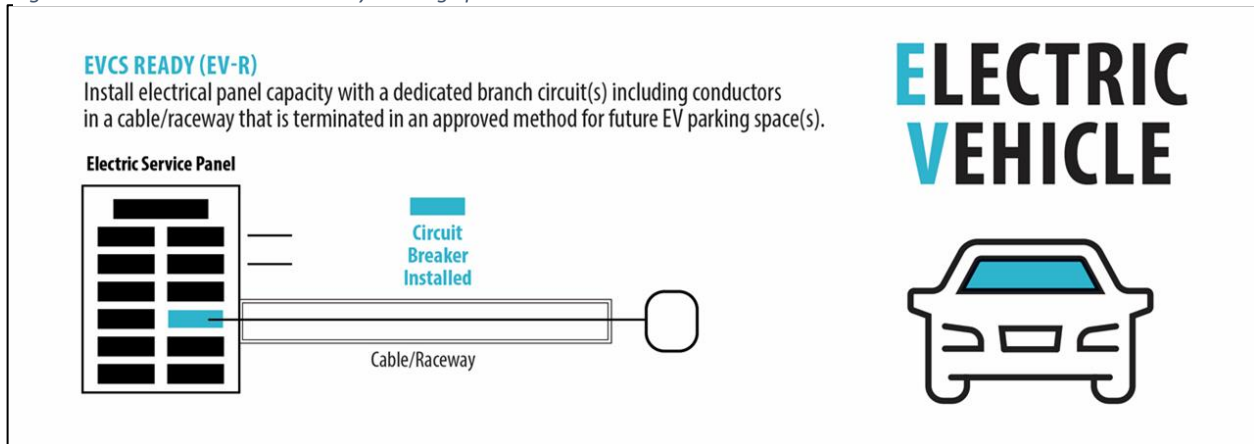 EVCS READY (EV-R)
Install electrical panel capacity with a dedicated branch circuit(s) including conductors
in a cable/raceway that is terminated in an approved method for future EV parking space(s).
Electric Service Panel
Circuit
Breaker
Installed
Cable/Raceway
ELECTRIC
VEHICLE